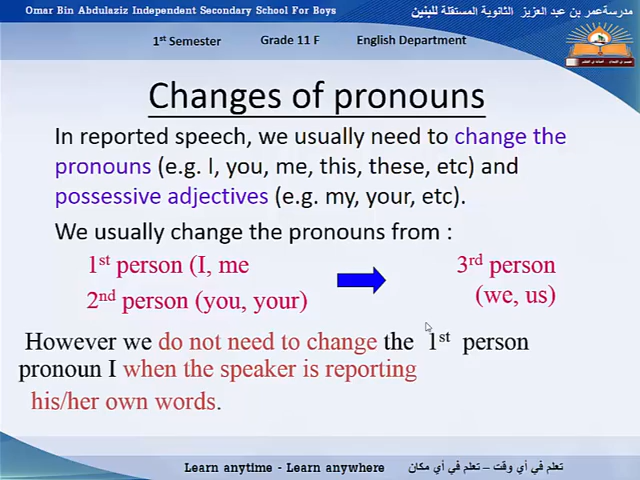 Omar Bin Abdulaziz Independent Secondary School For Boys
مدرسة عمر بن عبد العزيز الثانوية المستقلة للبنين
1st Semester Grade 11 F English Department
Changes of pronouns
In reported speech, we usually need to change the
pronouns (e.g. I, you, me, this, these, etc) and
possessive adjectives (e.g. my, your, etc).
We usually change the pronouns from :
1st person (I, me
2nd person (you, your)
3rd person
(we, us)
However we do not need to change the 1st person
pronoun I when the speaker is reporting
his/her own words.
Learn anytime - Learn anywhere تعلم في أي وقت – تعلم في أي مكان